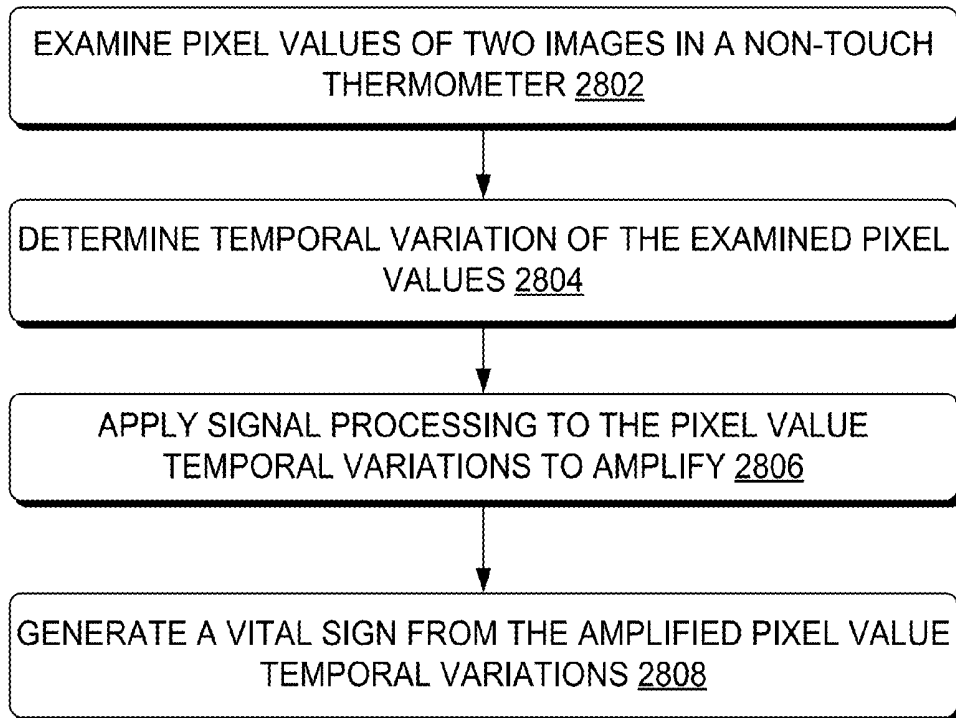 EXAMINE PIXEL VALUES OF TWO IMAGES IN A NON-TOUCH
THERMOMETER 2802
DETERMINE TEMPORAL VARIATION OF THE EXAMINED PIXEL
VALUES 2804
APPLY SIGNAL PROCESSING TO THE PIXEL VALUE
TEMPORAL VARIATIONS TO AMPLIFY 2806
GENERATE A VITAL SIGN FROM THE AMPLIFIED PIXEL VALUE
TEMPORAL VARIATIONS 2808